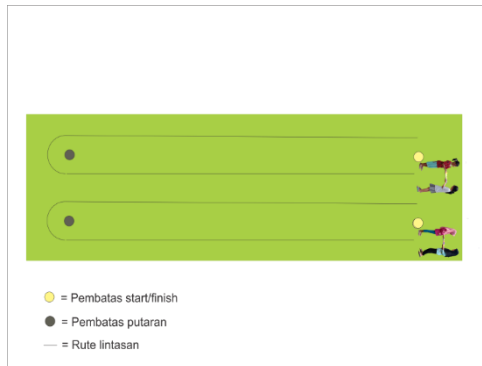 = Pembatas start/finish
= Pembatas putaran
= Rute lintasan